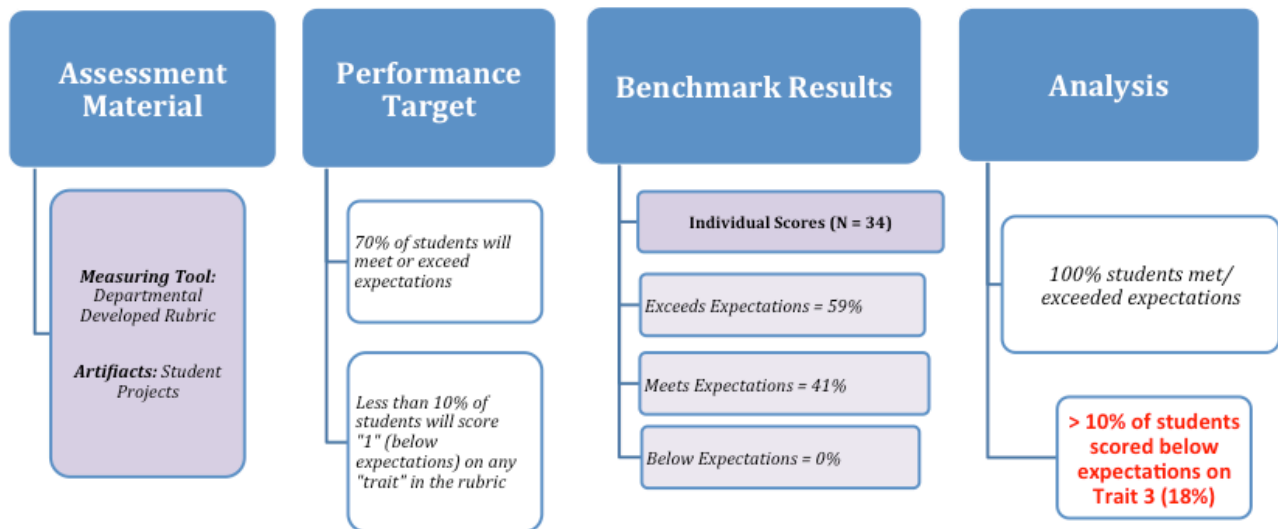 Assessment
Material
Measuring Tool:
Departmental
Developed Rubric
Artifiacts: Student
Projects
Performance
Target
70% of students will
meet or exceed
expectations
Less than 10% of
students will score
"1" (below
expectations) on any
"trait" in the rubric
Benchmark Results
Individual Scores (N = 34)
Exceeds Expectations = 59%
Meets Expectations = 41%
Below Expectations = 0%
Analysis
100% students met/
exceeded expectations
> 10% of students
scored below
expectations on
Trait 3 (18%)